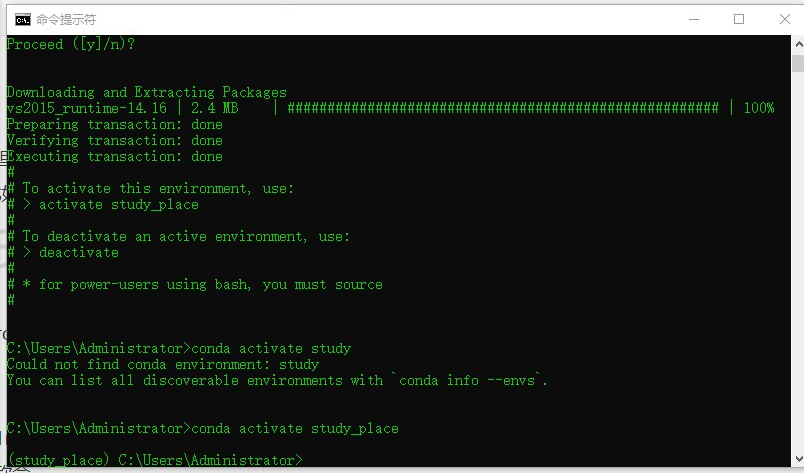 命令提示符
Proceed ([y]/n)?
Downloading and Extracting Packages
vs2015_runtime-14.16 | 2.4 MB    | ###################################################### | 100%
Preparing transaction: done
Verifying transaction: done
Executing transaction: done
#
# To activate this environment, use:
# > activate study_place
#
# To deactivate an active environment, use:
# > deactivate
#
# * for power-users using bash, you must source
#
C:\Users\Administrator>conda activate study
Could not find conda environment: study
You can list all discoverable environments with `conda info --envs`.
C:\Users\Administrator>conda activate study_place
(study_place) C:\Users\Administrator>